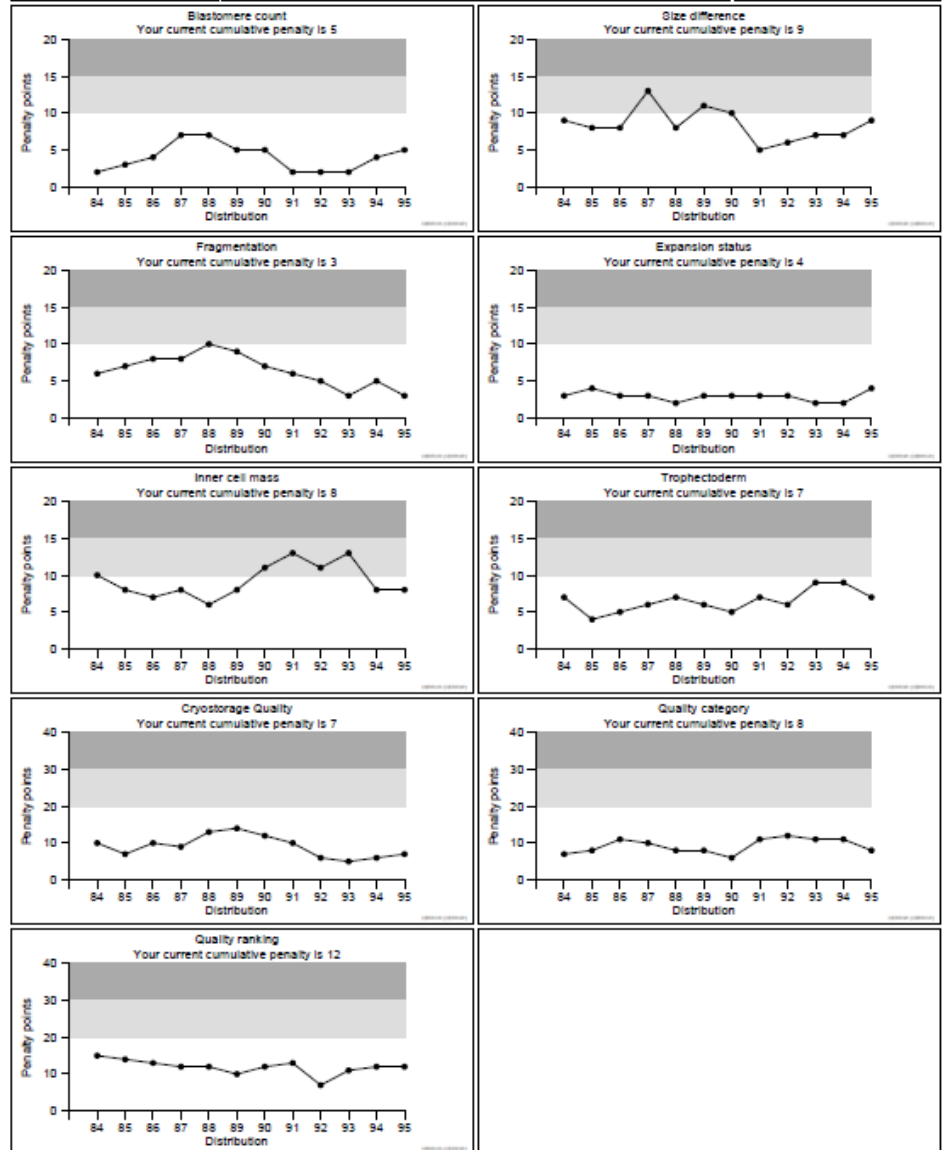 Blastomere count
Your current cumulative penalty is 5
20
15
10
5
0
Penalty points
84 85 86 87 88 89 90 91 92 93 94 95
Distribution
Size difference
Your current cumulative penalty is 9
20
15
10
5
0
Penalty points
84 85 86 87 88 89 90 91 92 93 94 95
Distribution
Fragmentation
Your current cumulative penalty is 3
20
15
10
5
0
Penalty points
84 85 86 87 88 89 90 91 92 93 94 95
Distribution
Expansion status
Your current cumulative penalty is 4
20
15
10
5
0
Penalty points
84 85 86 87 88 89 90 91 92 93 94 95
Distribution
Inner cell mass
Your current cumulative penalty is 8
20
15
10
5
0
Penalty points
84 85 86 87 88 89 90 91 92 93 94 95
Distribution
Trophectoderm
Your current cumulative penalty is 7
20
15
10
5
0
Penalty points
84 85 86 87 88 89 90 91 92 93 94 95
Distribution
Cryostorage Quality
Your current cumulative penalty is 7
40
30
20
10
0
Penalty points
84 85 86 87 88 89 90 91 92 93 94 95
Distribution
Quality category
Your current cumulative penalty is 8
40
30
20
10
0
Penalty points
84 85 86 87 88 89 90 91 92 93 94 95
Distribution
Quality ranking
Your current cumulative penalty is 12
40
30
20
10
0
Penalty points
84 85 86 87 88 89 90 91 92 93 94 95
Distribution